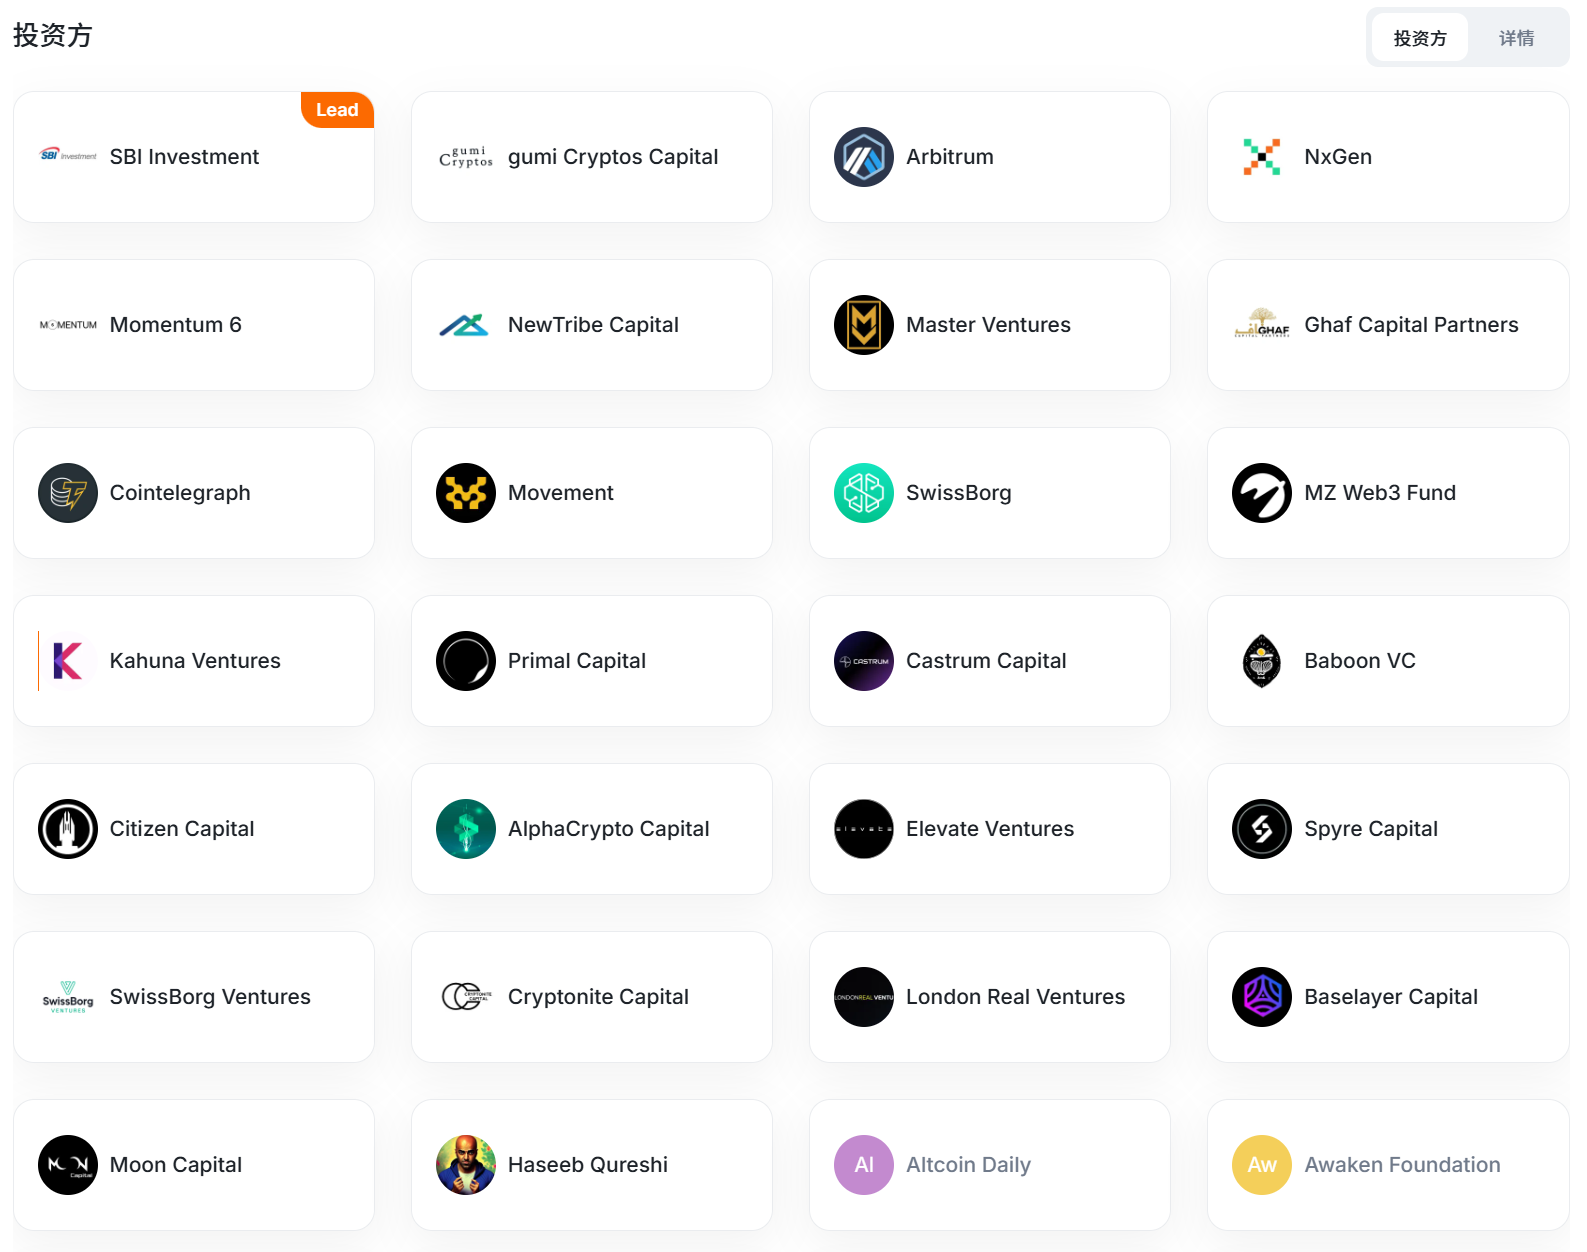 投资方
投资方 详情
Lead
SBI Investment SBI Investment
gumi Cryptos gumi Cryptos Capital
Arbitrum
NxGen
MOMENTUM Momentum 6
NewTribe Capital
Master Ventures
GHAF CAPITAL PARTNERS Ghaf Capital Partners
Cointelegraph
Movement
SwissBorg
MZ Web3 Fund
Kahuna Ventures
Primal Capital
CASTRUM Castrum Capital
Baboon VC
Citizen Capital
AlphaCrypto Capital
elevate Elevate Ventures
Spyre Capital
SwissBorg VENTURES SwissBorg Ventures
CRYPTONITE CAPITAL Cryptonite Capital
LONDONREAL VENTU London Real Ventures
Baselayer Capital
MOON Capital Moon Capital
Haseeb Qureshi
Al Altcoin Daily
Aw Awaken Foundation